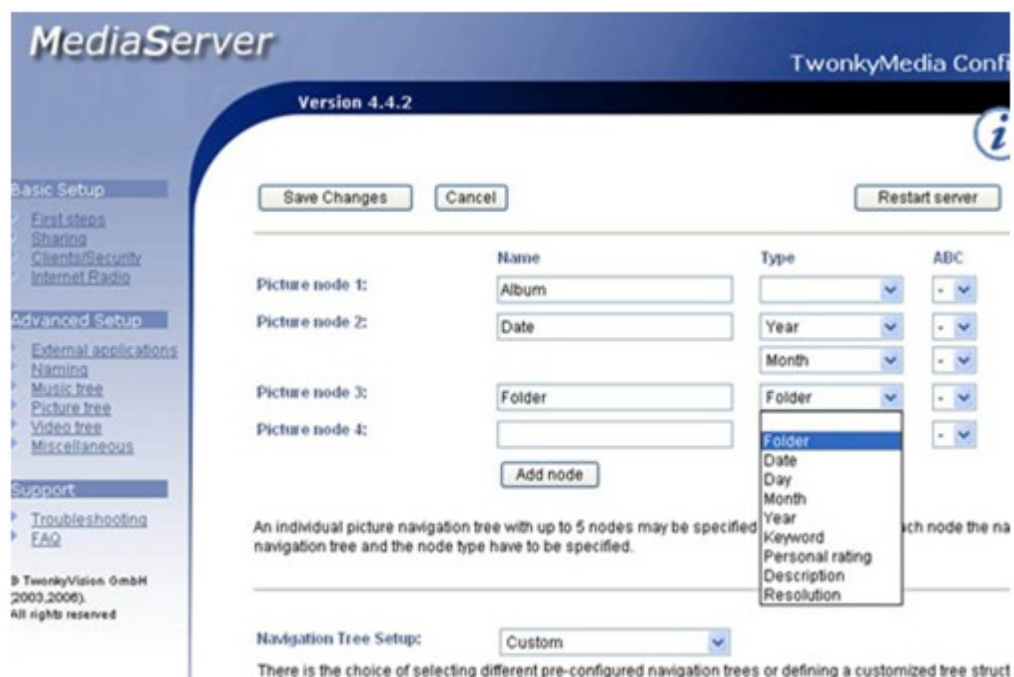 MediaServer
TwonkyMedia Confi
Version 4.4.2
i
Save Changes Cancel Restart server
Basic Setup
First steps
Sharing
Clients/Security
Internet Radio
Advanced Setup
External applications
Naming
Music tree
Picture tree
Video tree
Miscellaneous
Support
Troubleshooting
FAQ
© TwonkyVision GmbH
(2003,2006).
All rights reserved
Name Type ABC
Picture node 1: Album -
Picture node 2: Date Year -
Month -
Picture node 3: Folder Folder -
Picture node 4: -
Folder
Date
Day
Month
Year
Keyword
Personal rating
Description
Resolution
Add node
An individual picture navigation tree with up to 5 nodes may be specified ch node the na
navigation tree and the node type have to be specified.
Navigation Tree Setup: Custom
There is the choice of selecting different pre-configured navigation trees or defining a customized tree struct